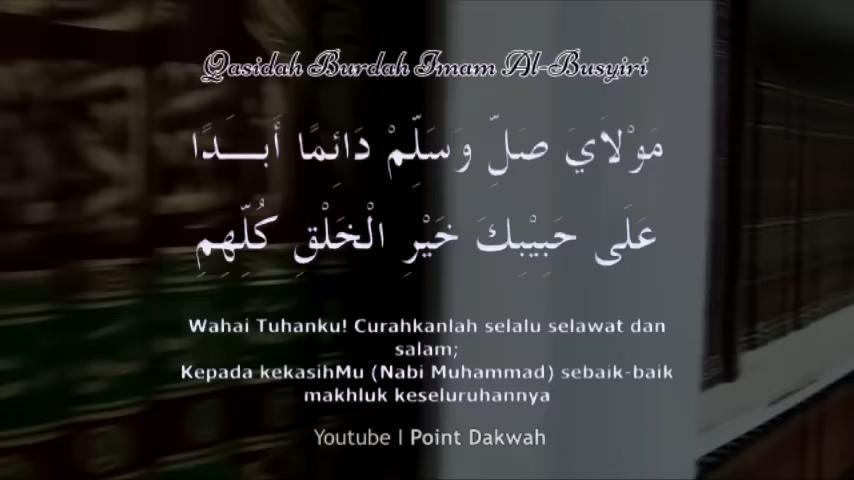 Qasidah Burdah Imam Al-Busyiri
مَوْلَايَ صَلِّ وَسَلِّمْ دَائِمًا أَبَـــدًا
عَلَى حَبِيْبِكَ خَيْرِ الْخَلْقِ كُلِّهِمِ
Wahai Tuhanku! Curahkanlah selalu selawat dan
salam;
Kepada kekasihMu (Nabi Muhammad) sebaik-baik
makhluk keseluruhannya
Youtube | Point Dakwah